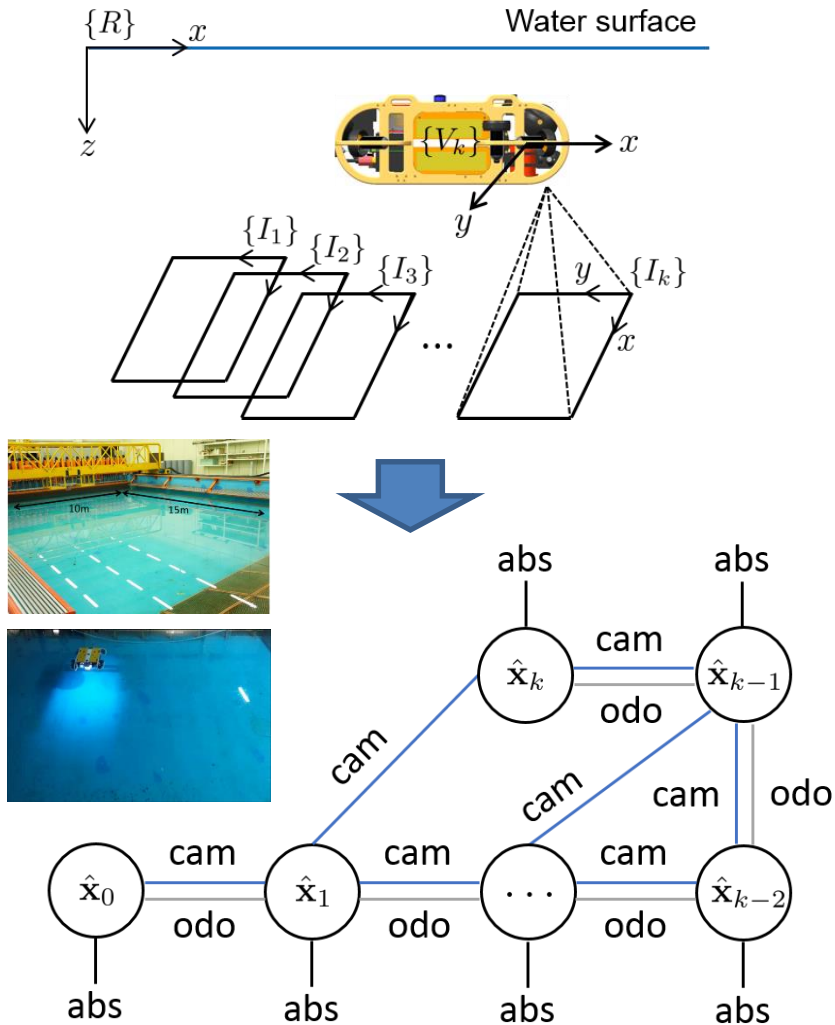 {R}
x
Water surface
z
{V_k}
x
y
{I_1}
{I_2}
{I_3}
y
{I_k}
x
...
10m
15m
abs
abs
x̂_k
cam
x̂_{k−1}
odo
cam
cam
cam
odo
cam
cam
cam
x̂_0
x̂_1
...
x̂_{k−2}
odo
odo
odo
abs
abs
abs
abs